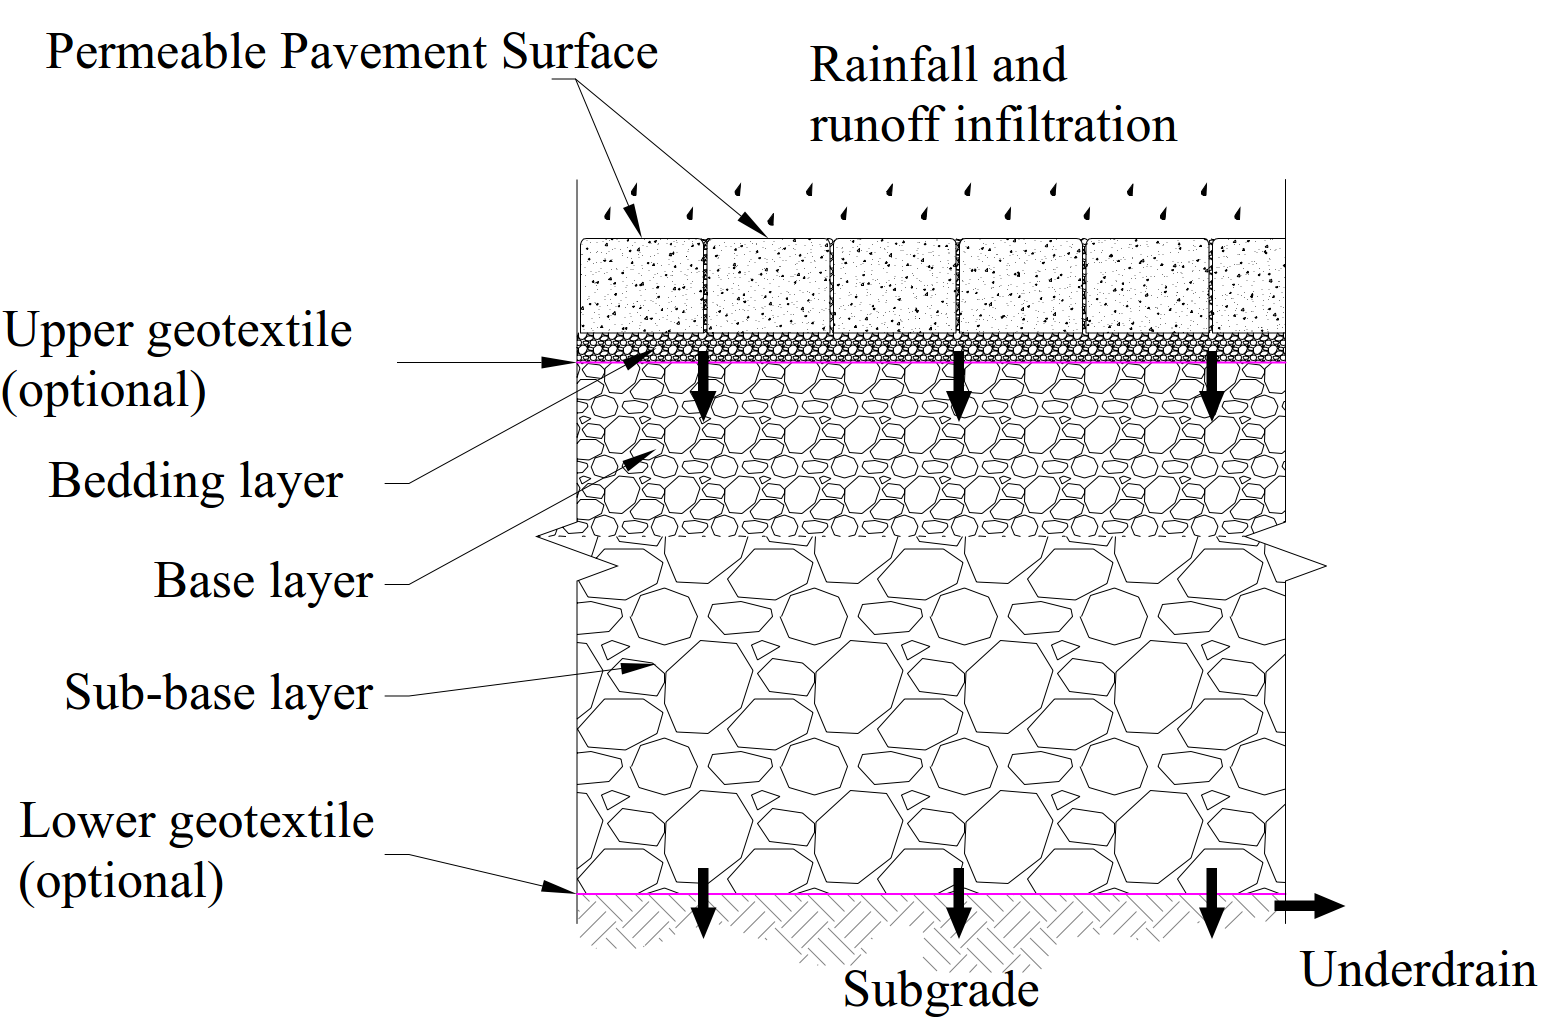 Permeable Pavement Surface
Rainfall and
runoff infiltration
Upper geotextile
(optional)
Bedding layer
Base layer
Sub-base layer
Lower geotextile
(optional)
Subgrade
Underdrain